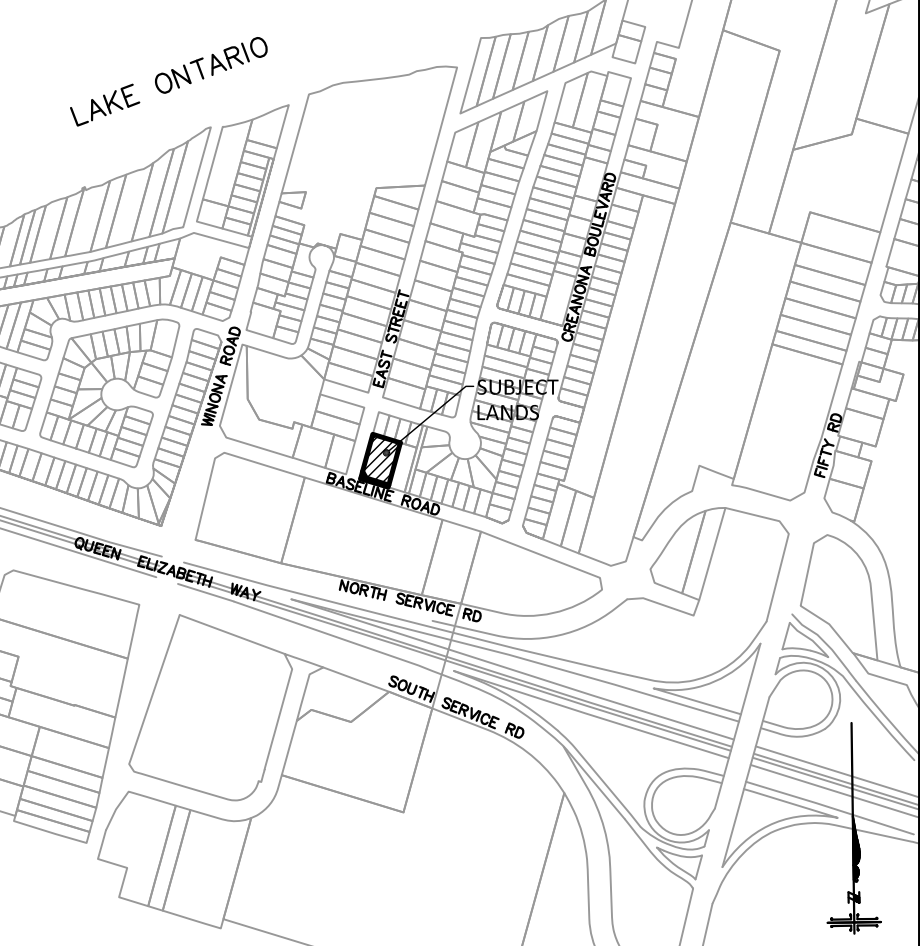 LAKE ONTARIO
CREANONA BOULEVARD
EAST STREET
WINONA ROAD
SUBJECT
LANDS
FIFTY RD
BASELINE ROAD
QUEEN ELIZABETH WAY
NORTH SERVICE RD
SOUTH SERVICE RD
N